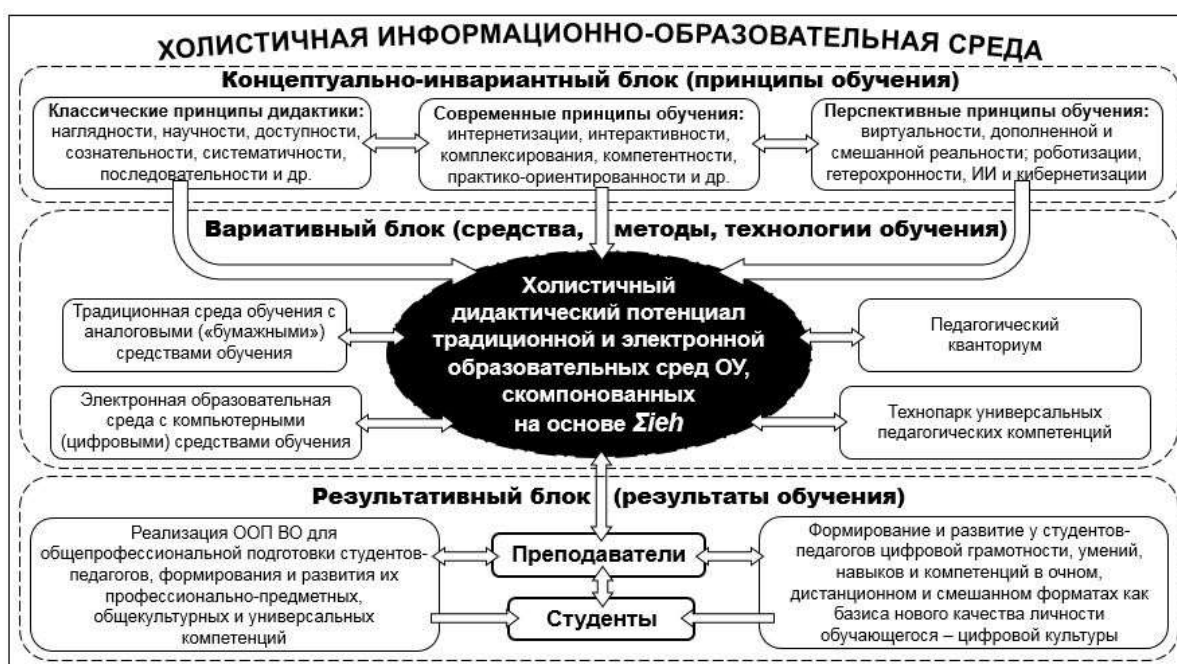 ХОЛИСТИЧНАЯ ИНФОРМАЦИОННО-ОБРАЗОВАТЕЛЬНАЯ СРЕДА
Концептуально-инвариантный блок (принципы обучения)
Классические принципы дидактики:
наглядности, научности, доступности,
сознательности, систематичности,
последовательности и др.
Современные принципы обучения:
интернетизации, интерактивности,
комплексирования, компетентности,
практико-ориентированности и др.
Перспективные принципы обучения:
виртуальности, дополненной и
смешанной реальности; роботизации,
гетерохронности, ИИ и кибернетизации
Вариативный блок (средства, методы, технологии обучения)
Холистичный
дидактический потенциал
традиционной и электронной
образовательных сред ОУ,
скомпонованных
на основе Σieh
Традиционная среда обучения с
аналоговыми («бумажными»)
средствами обучения
Педагогический
кванториум
Электронная образовательная
среда с компьютерными
(цифровыми) средствами обучения
Технопарк универсальных
педагогических компетенций
Результативный блок (результаты обучения)
Реализация ООП ВО для
общепрофессиональной подготовки студентов-
педагогов, формирования и развития их
профессионально-предметных,
общекультурных и универсальных
компетенций
Преподаватели
Студенты
Формирование и развитие у студентов-
педагогов цифровой грамотности, умений,
навыков и компетенций в очном,
дистанционном и смешанном форматах как
базиса нового качества личности
обучающегося – цифровой культуры